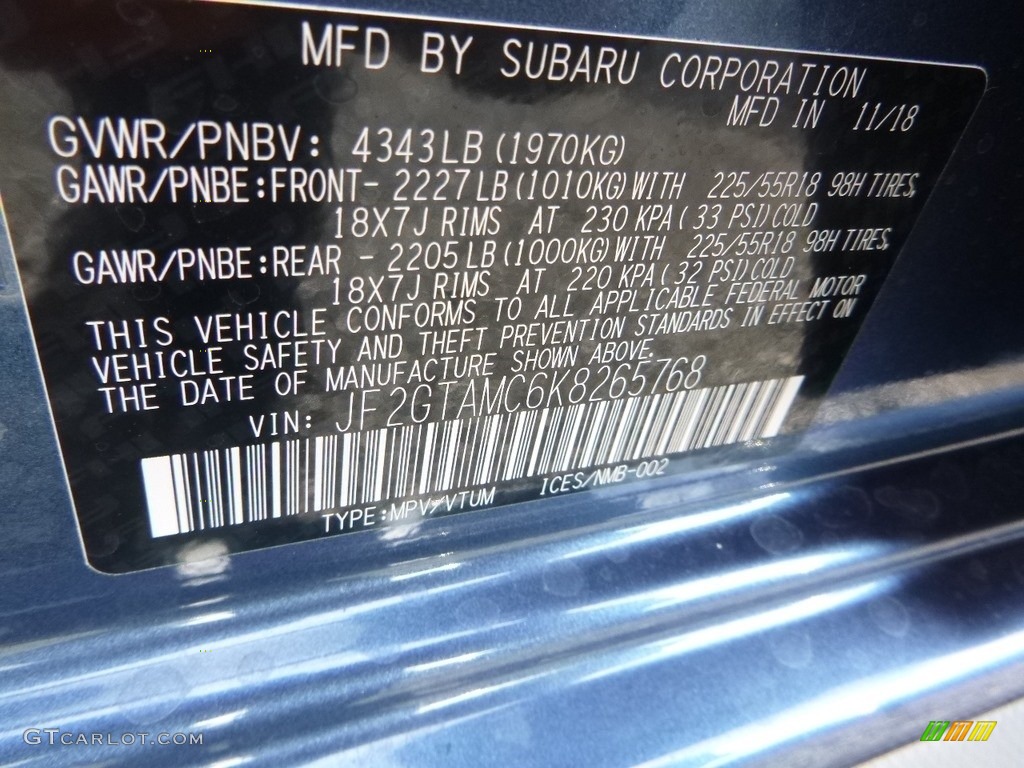 MFD BY SUBARU CORPORATION
MFD IN 11/18
GVWR/PNBV: 4343LB (1970KG)
GAWR/PNBE:FRONT- 2227LB (1010KG) WITH 225/55R18 98H TIRES,
18X7J RIMS AT 230 KPA ( 33 PSI) COLD
GAWR/PNBE:REAR - 2205LB (1000KG) WITH 225/55R18 98H TIRES,
18X7J RIMS AT 220 KPA ( 32 PSI) COLD
THIS VEHICLE CONFORMS TO ALL APPLICABLE FEDERAL MOTOR
VEHICLE SAFETY AND THEFT PREVENTION STANDARDS IN EFFECT ON
THE DATE OF MANUFACTURE SHOWN ABOVE.
VIN: JF2GTAMC6K8265768
TYPE:MPV/VTUM ICES/NMB-002
GTCARLOT.COM